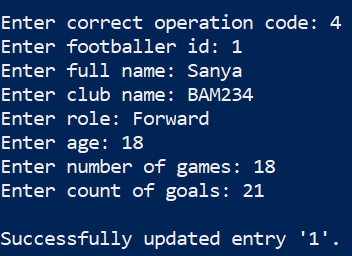 Enter correct operation code: 4
Enter footballer id: 1
Enter full name: Sanya
Enter club name: BAM234
Enter role: Forward
Enter age: 18
Enter number of games: 18
Enter count of goals: 21
Successfully updated entry '1'.